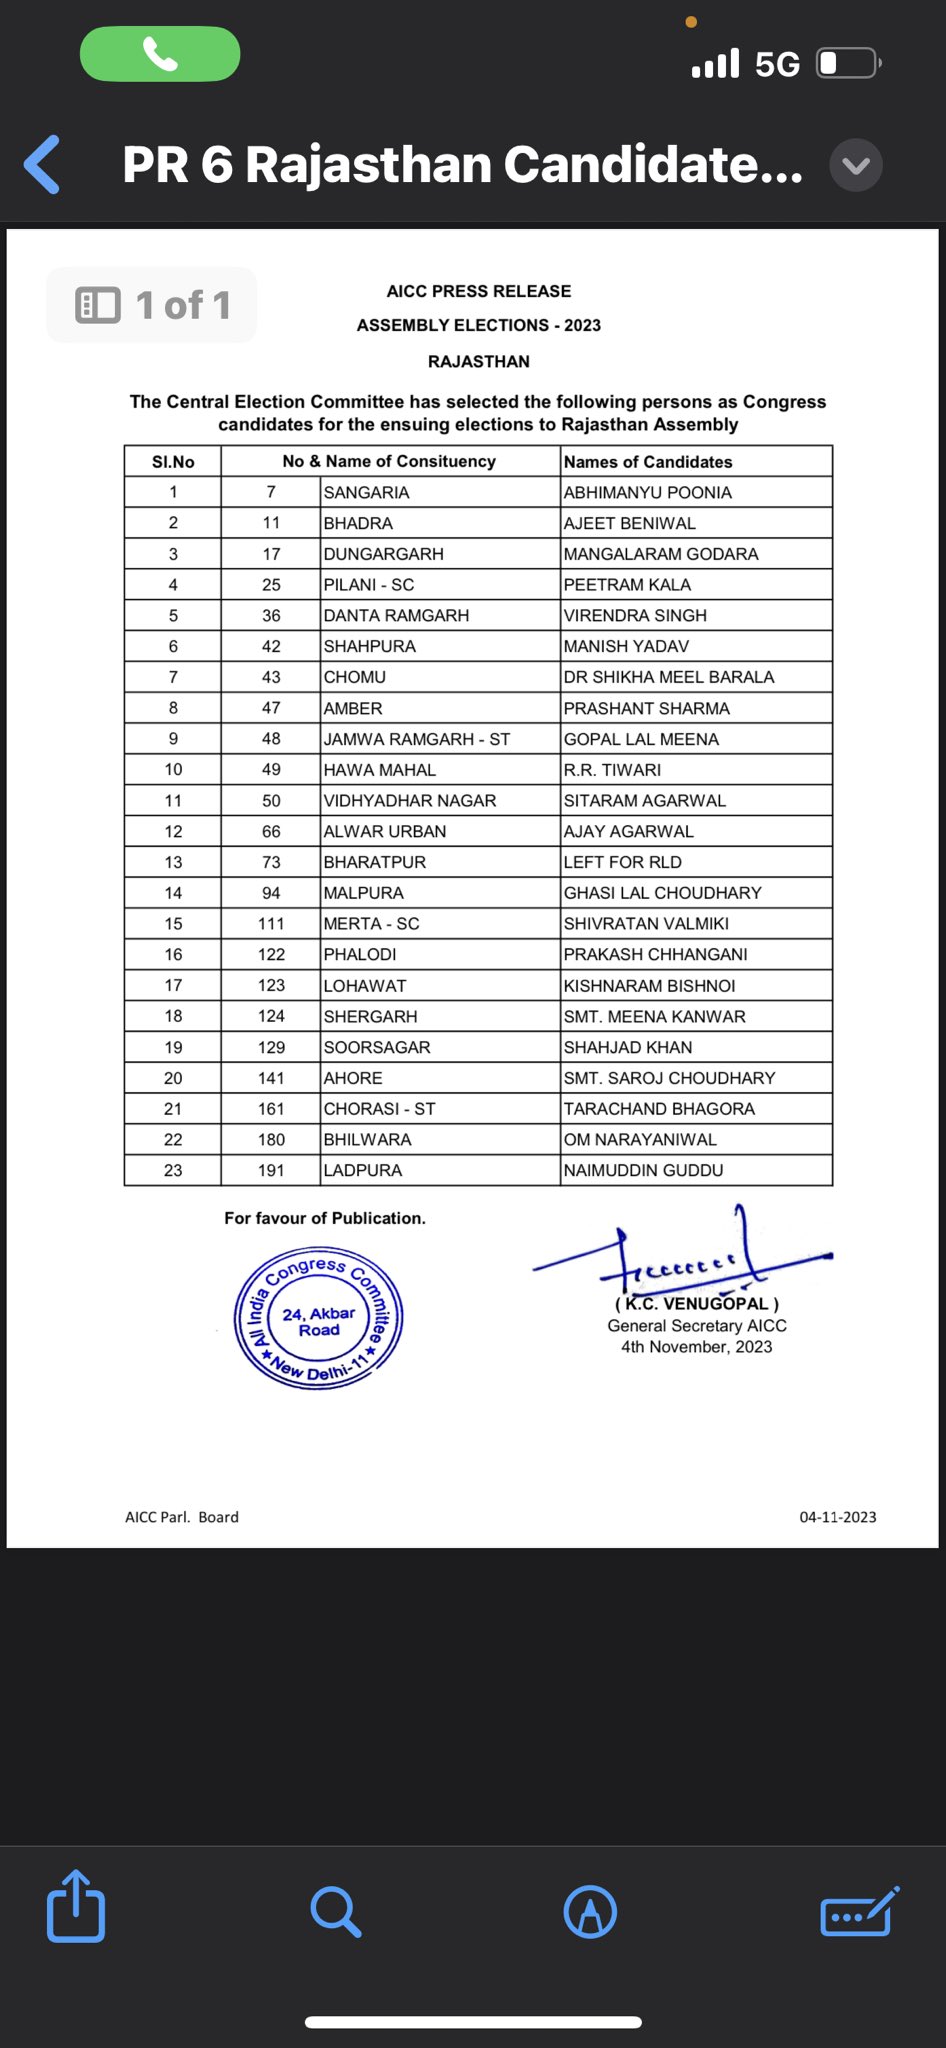 5G
PR 6 Rajasthan Candidate...
1 of 1
AICC PRESS RELEASE
ASSEMBLY ELECTIONS - 2023
RAJASTHAN
The Central Election Committee has selected the following persons as Congress
candidates for the ensuing elections to Rajasthan Assembly
SI.No No & Name of Consituency Names of Candidates
1 7 SANGARIA ABHIMANYU POONIA
2 11 BHADRA AJEET BENIWAL
3 17 DUNGARGARH MANGALARAM GODARA
4 25 PILANI - SC PEETRAM KALA
5 36 DANTA RAMGARH VIRENDRA SINGH
6 42 SHAHPURA MANISH YADAV
7 43 CHOMU DR SHIKHA MEEL BARALA
8 47 AMBER PRASHANT SHARMA
9 48 JAMWA RAMGARH - ST GOPAL LAL MEENA
10 49 HAWA MAHAL R.R. TIWARI
11 50 VIDHYADHAR NAGAR SITARAM AGARWAL
12 66 ALWAR URBAN AJAY AGARWAL
13 73 BHARATPUR LEFT FOR RLD
14 94 MALPURA GHASI LAL CHOUDHARY
15 111 MERTA - SC SHIVRATAN VALMIKI
16 122 PHALODI PRAKASH CHHANGANI
17 123 LOHAWAT KISHNARAM BISHNOI
18 124 SHERGARH SMT. MEENA KANWAR
19 129 SOORSAGAR SHAHJAD KHAN
20 141 AHORE SMT. SAROJ CHOUDHARY
21 161 CHORASI - ST TARACHAND BHAGORA
22 180 BHILWARA OM NARAYANIWAL
23 191 LADPURA NAIMUDDIN GUDDU
For favour of Publication.
All India Congress Committee
24, Akbar
Road
New Delhi-11
( K.C. VENUGOPAL )
General Secretary AICC
4th November, 2023
AICC Parl. Board 04-11-2023